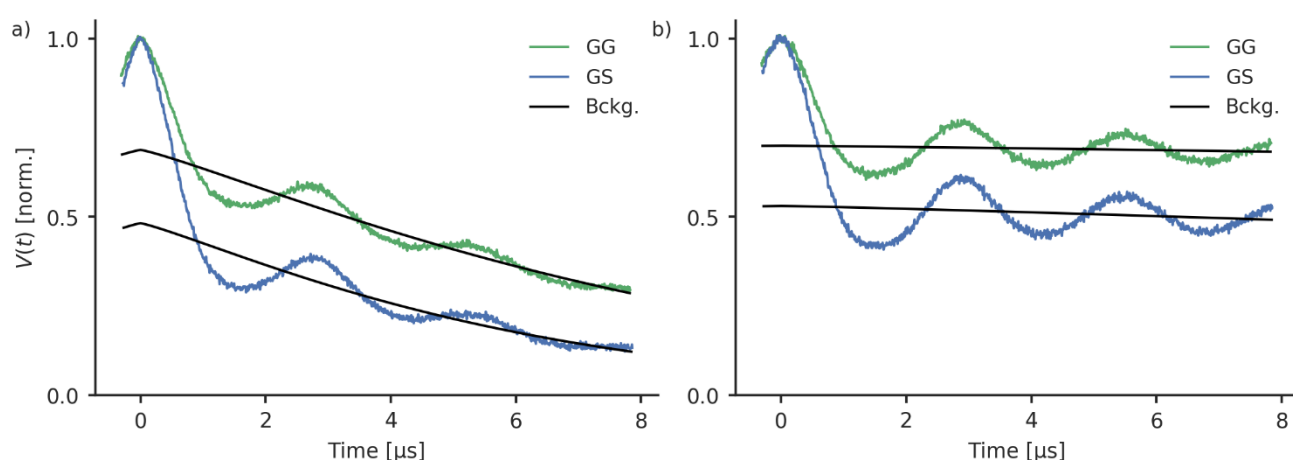 a)
V(t) [norm.]
1.0
0.5
0.0
GG
GS
Bckg.
0 2 4 6 8
Time [µs]
b)
1.0
0.5
0.0
GG
GS
Bckg.
0 2 4 6 8
Time [µs]